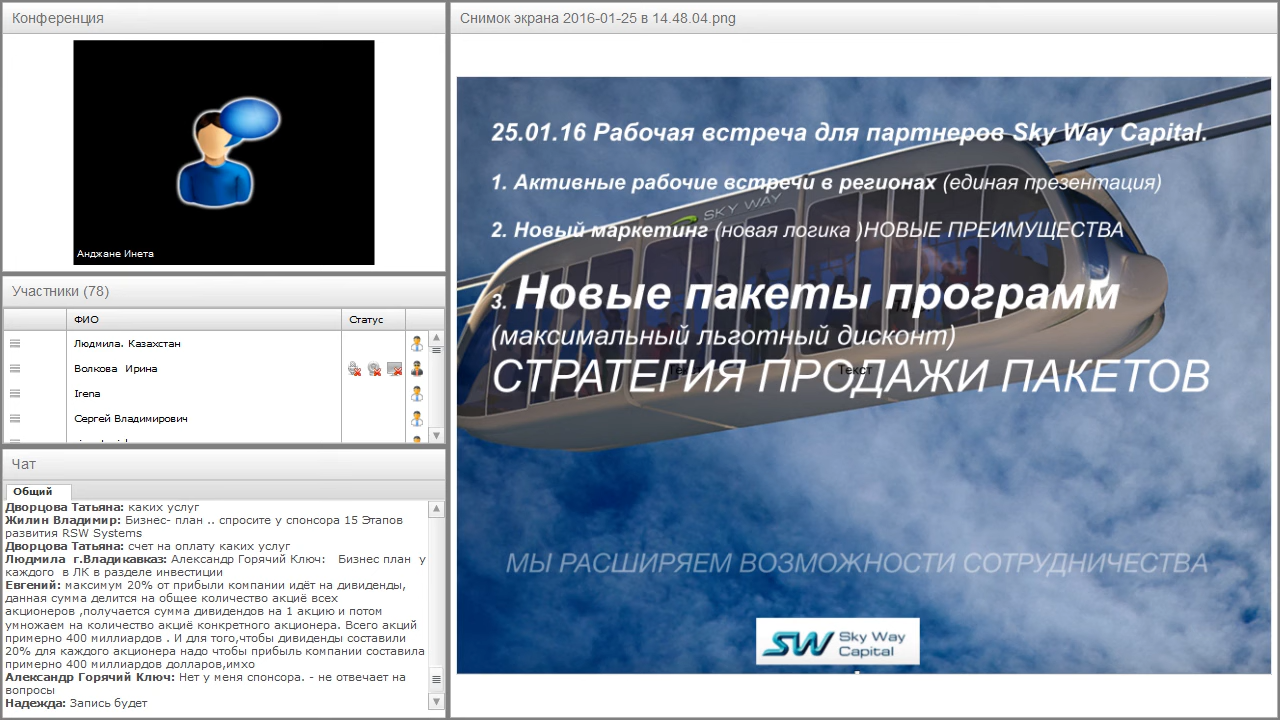 Конференция
Анджане Инета
Участники (78)
ФИО
Статус
Людмила. Казахстан
Волкова Ирина
Irena
Сергей Владимирович
Чат
Общий
Дворцова Татьяна: каких услуг
Жилин Владимир: Бизнес- план .. спросите у спонсора 15 Этапов
развития RSW Systems
Дворцова Татьяна: счет на оплату каких услуг
Людмила г.Владикавказ: Александр Горячий Ключ: Бизнес план у
каждого в ЛК в разделе инвестиции
Евгений: максимум 20% от прибыли компании идёт на дивиденды,
данная сумма делится на общее количество акциё всех
акционеров ,получается сумма дивидендов на 1 акцию и потом
умножаем на количество акциё конкретного акционера. Всего акций
примерно 400 миллиардов . И для того,чтобы дивиденды составили
20% для каждого акционера надо чтобы прибыль компании составила
примерно 400 миллиардов долларов,имхо
Александр Горячий Ключ: Нет у меня спонсора. - не отвечает на
вопросы
Надежда: Запись будет
Снимок экрана 2016-01-25 в 14.48.04.png
25.01.16 Рабочая встреча для партнеров Sky Way Capital.
1. Активные рабочие встречи в регионах (единая презентация)
SKY WAY
2. Новый маркетинг (новая логика )НОВЫЕ ПРЕИМУЩЕСТВА
3. Новые пакеты программ
(максимальный льготный дисконт)
СТРАТЕГИЯ ПРОДАЖИ ПАКЕТОВ
Текст
МЫ РАСШИРЯЕМ ВОЗМОЖНОСТИ СОТРУДНИЧЕСТВА
SW Sky Way
Capital